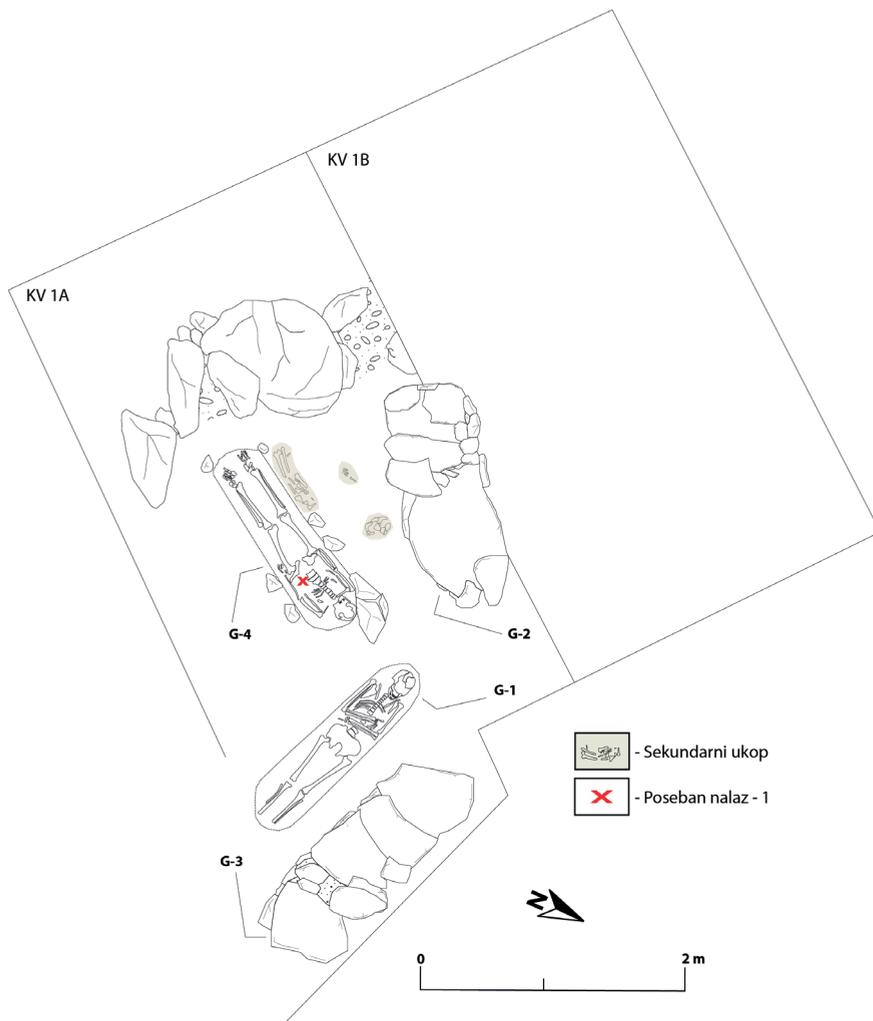 KV 1B
KV 1A
G-4
G-2
G-1
- Sekundarni ukop
- Poseban nalaz - 1
G-3
N
0
2 m